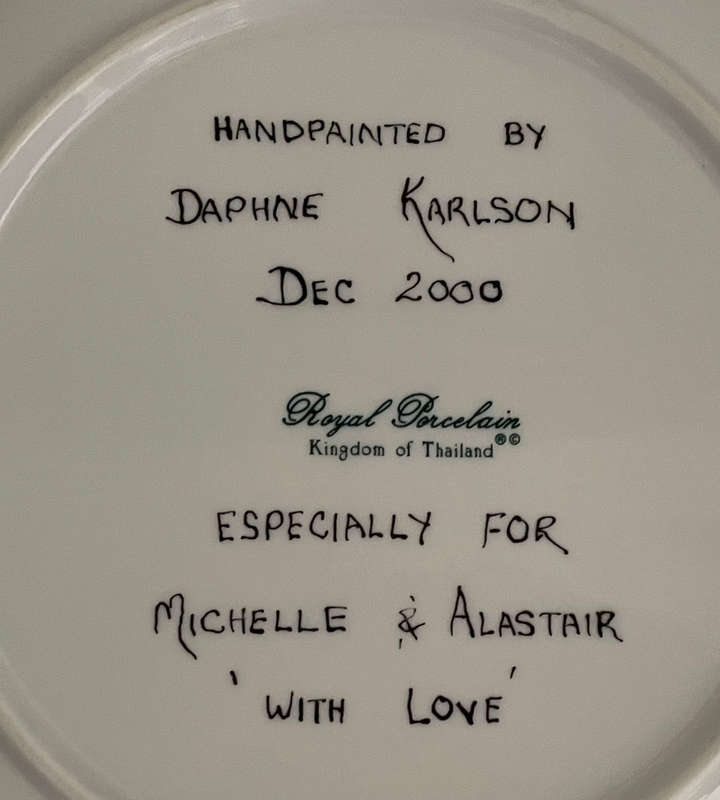 HANDPAINTED BY
DAPHNE KARLSON
DEC 2000
Royal Porcelain
Kingdom of Thailand®©
ESPECIALLY FOR
MICHELLE & ALASTAIR
'WITH LOVE'